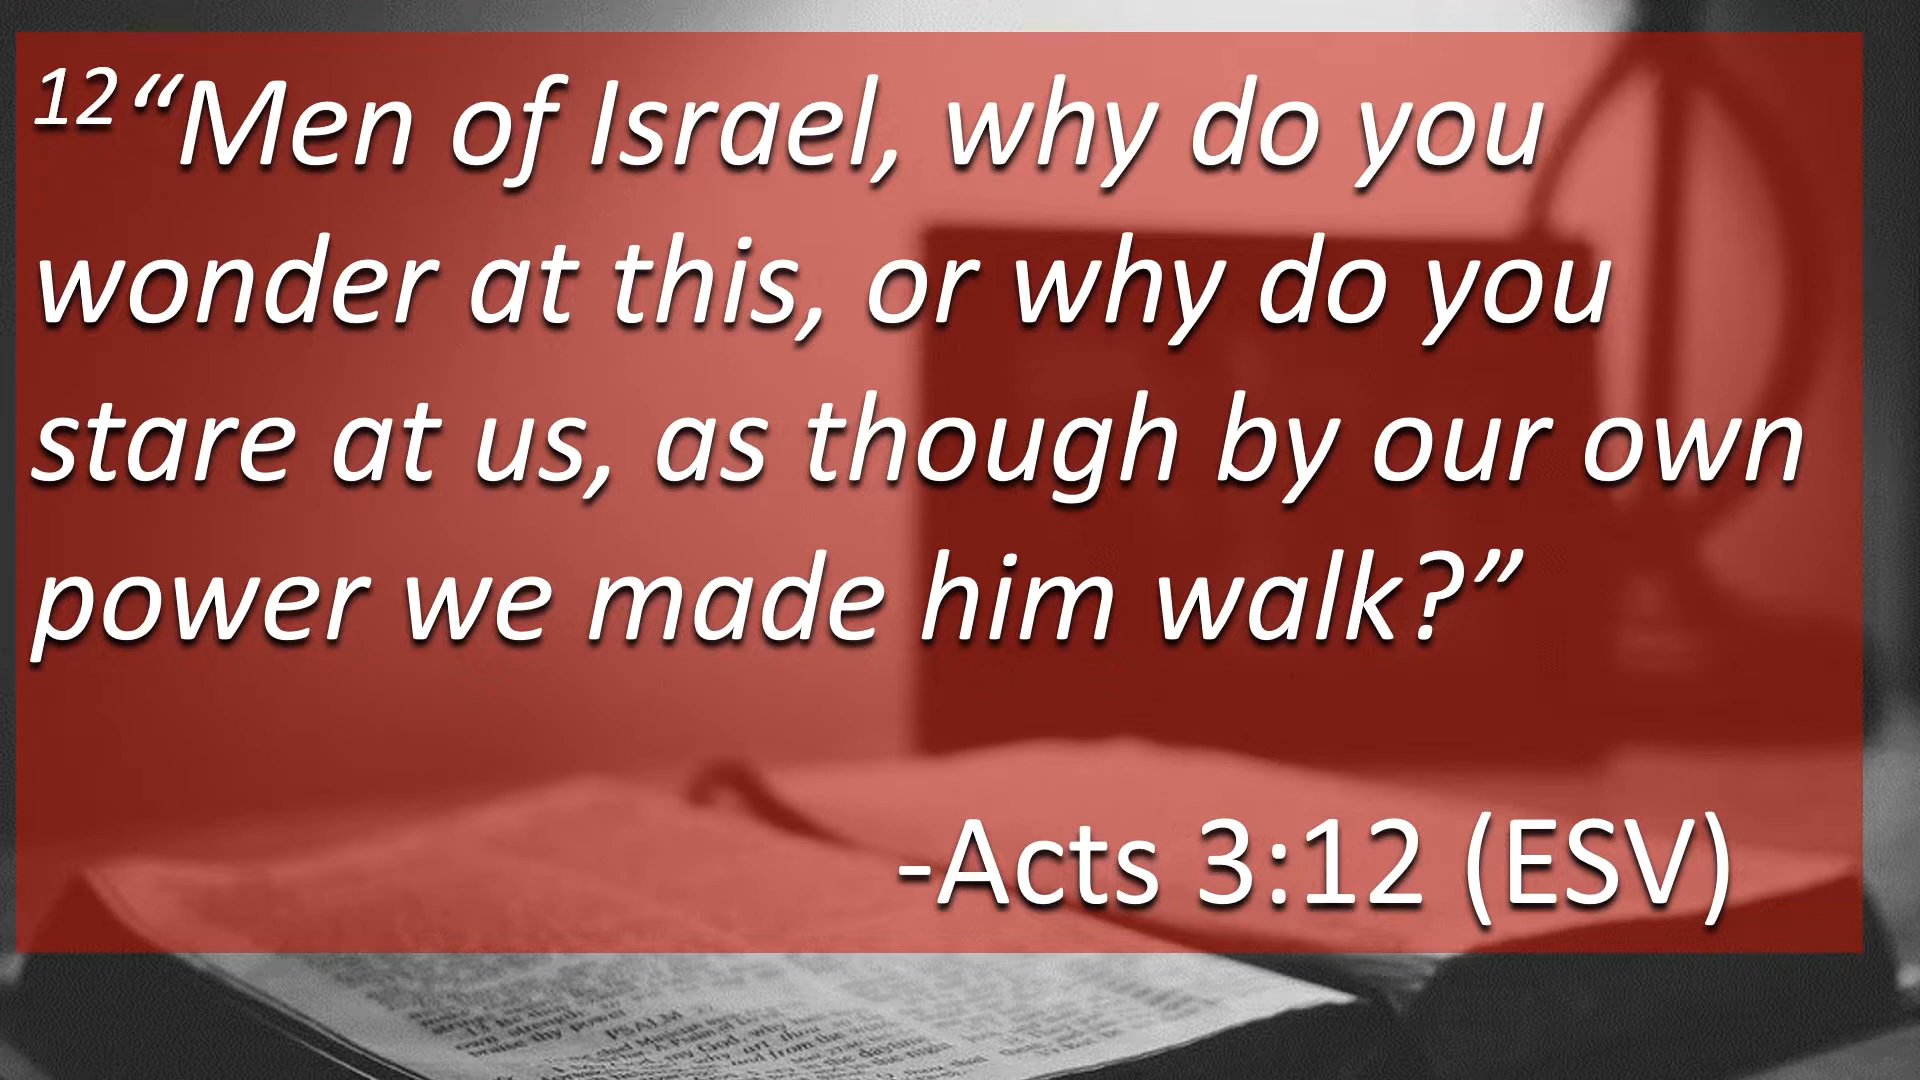 12“Men of Israel, why do you
wonder at this, or why do you
stare at us, as though by our own
power we made him walk?”
-Acts 3:12 (ESV)
PSALM